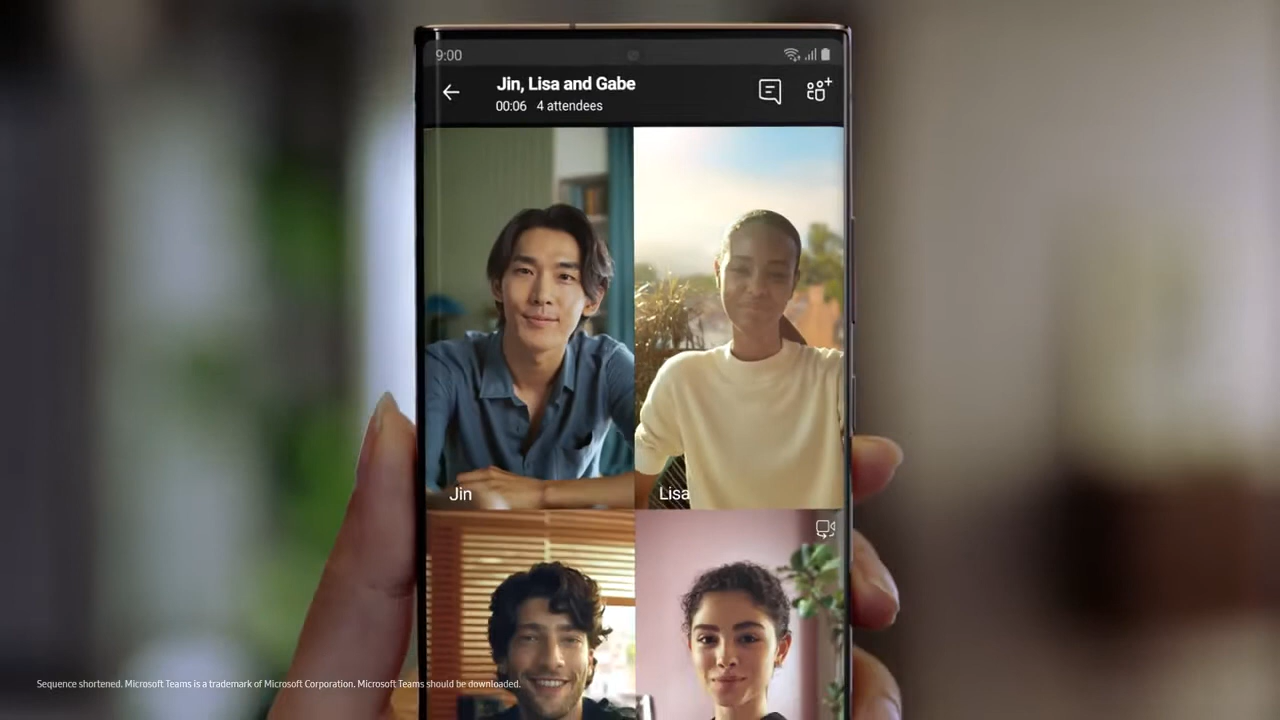 9:00
Jin, Lisa and Gabe
00:06 4 attendees
Jin
Lisa
Sequence shortened. Microsoft Teams is a trademark of Microsoft Corporation. Microsoft Teams should be downloaded.